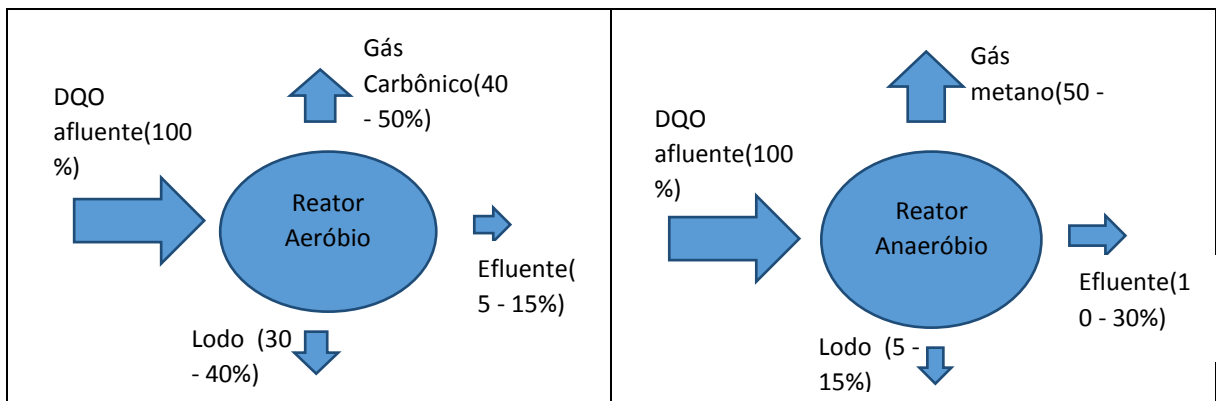 Gás
Carbônico(40
- 50%)
DQO
afluente(100
%)
Reator
Aeróbio
Efluente(
5 - 15%)
Lodo (30
- 40%)
Gás
metano(50 -
DQO
afluente(100
%)
Reator
Anaeróbio
Efluente(1
0 - 30%)
Lodo (5 -
15%)